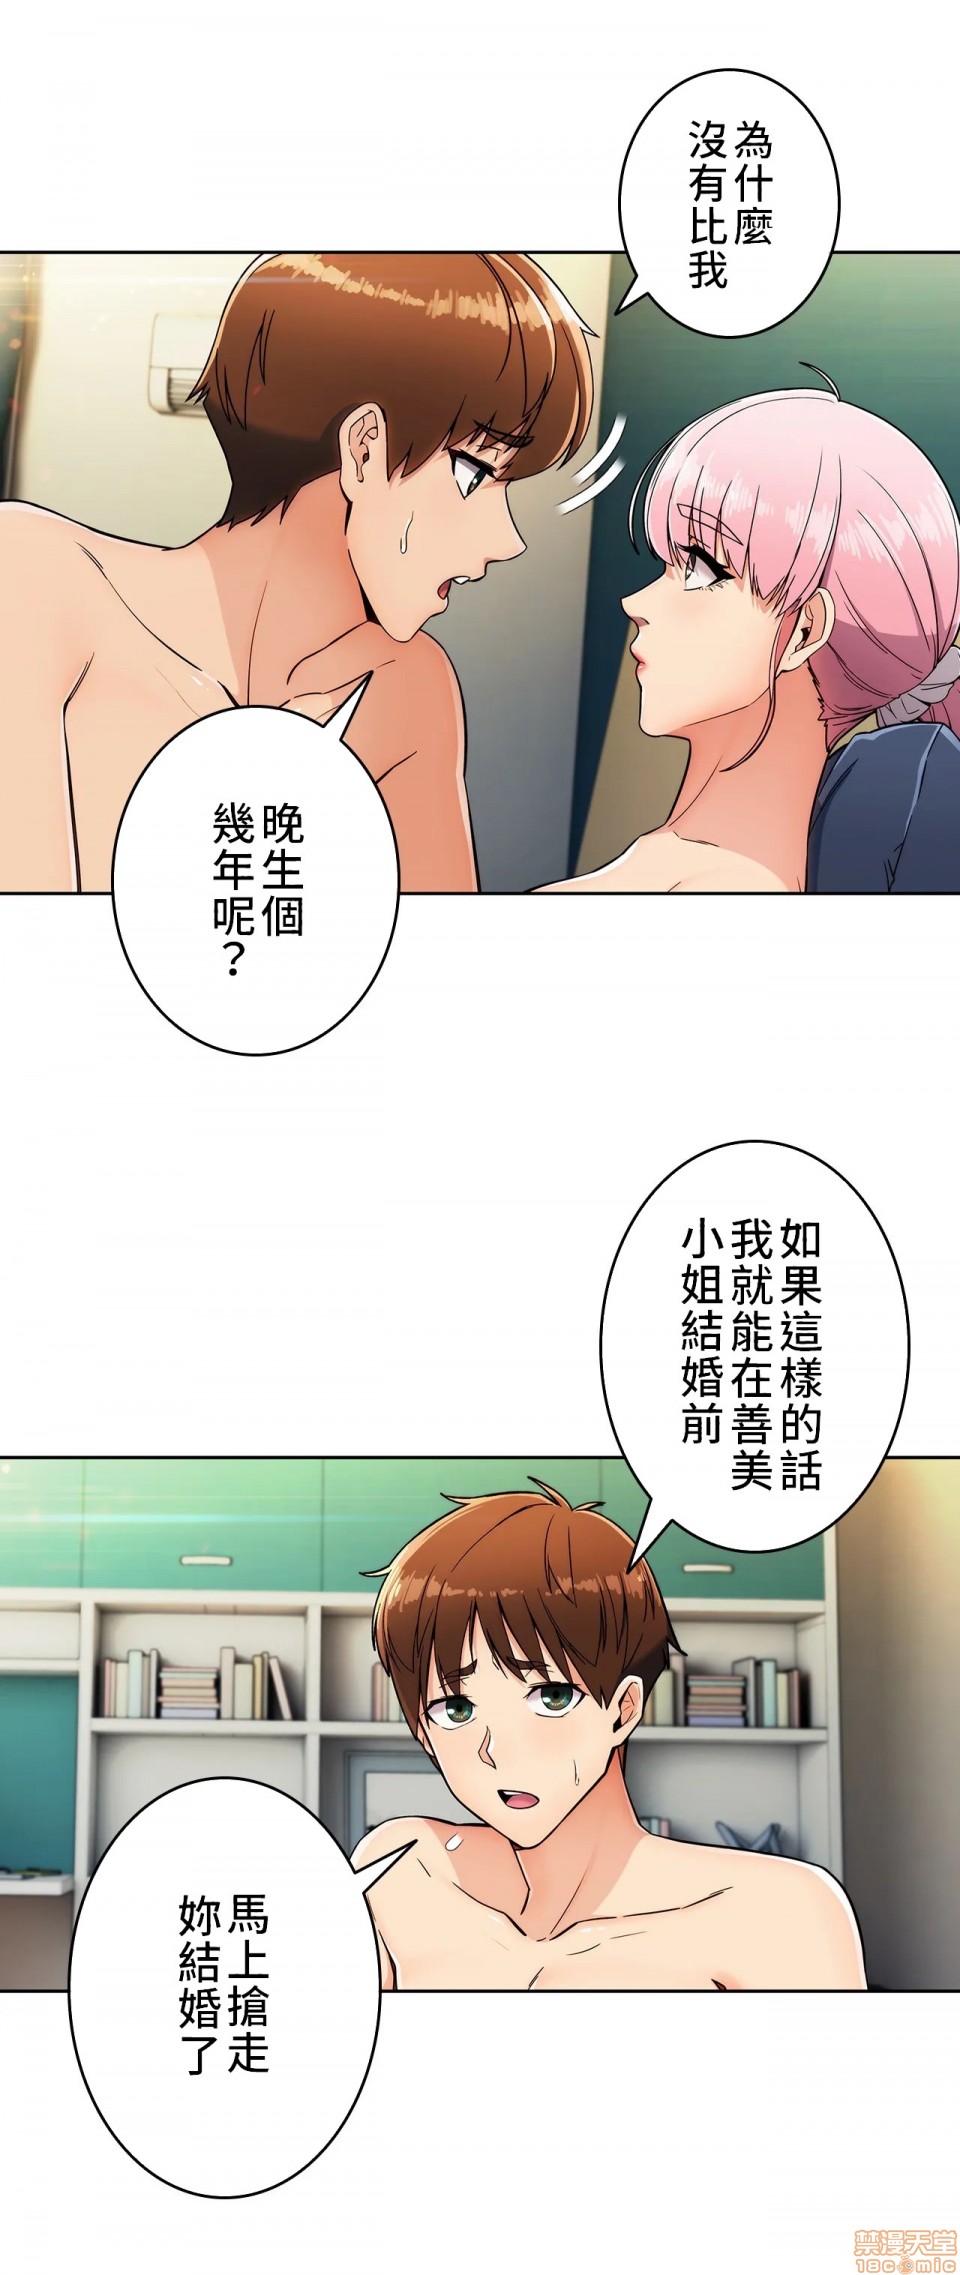 為什麼
沒有比我
晚生個
幾年呢？
如果這樣的話
我就能在善美
小姐結婚前
馬上搶走
妳結婚了
禁漫天堂
18comic